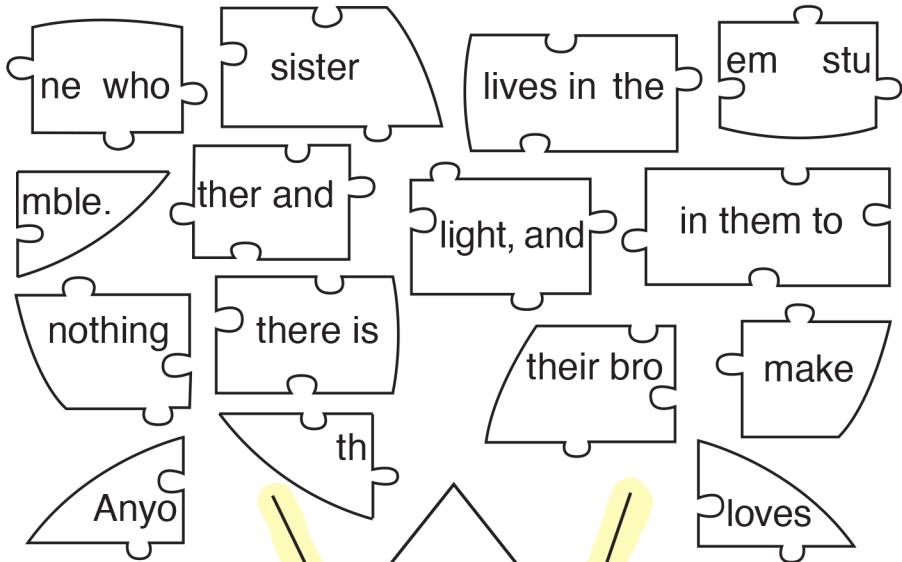 ne who
sister
lives in the
em stu
mble.
ther and
light, and
in them to
nothing
there is
their bro
make
th
Anyo
loves